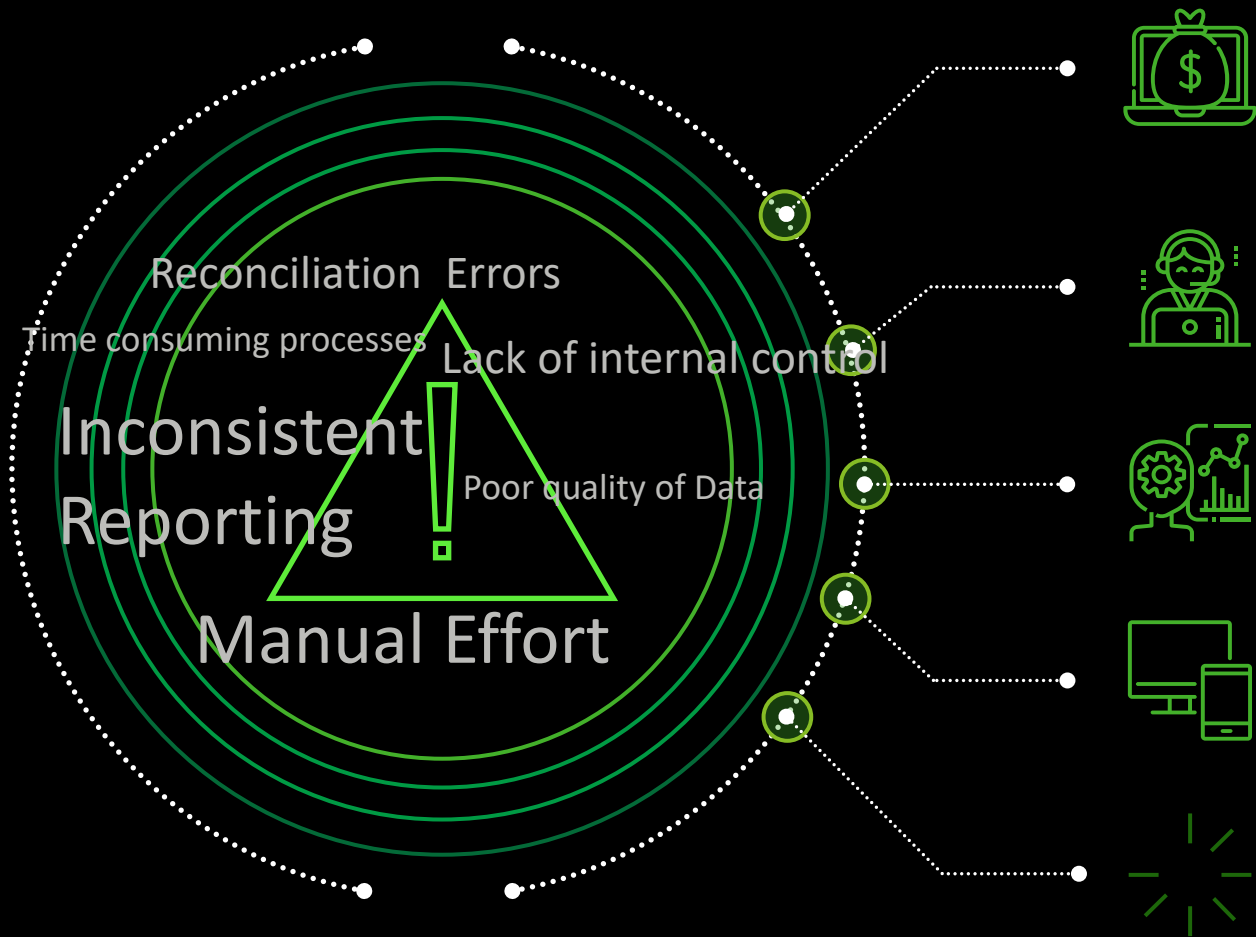 Reconciliation Errors
Time consuming processes
Lack of internal control
Inconsistent
Reporting
Poor quality of Data
Manual Effort
$